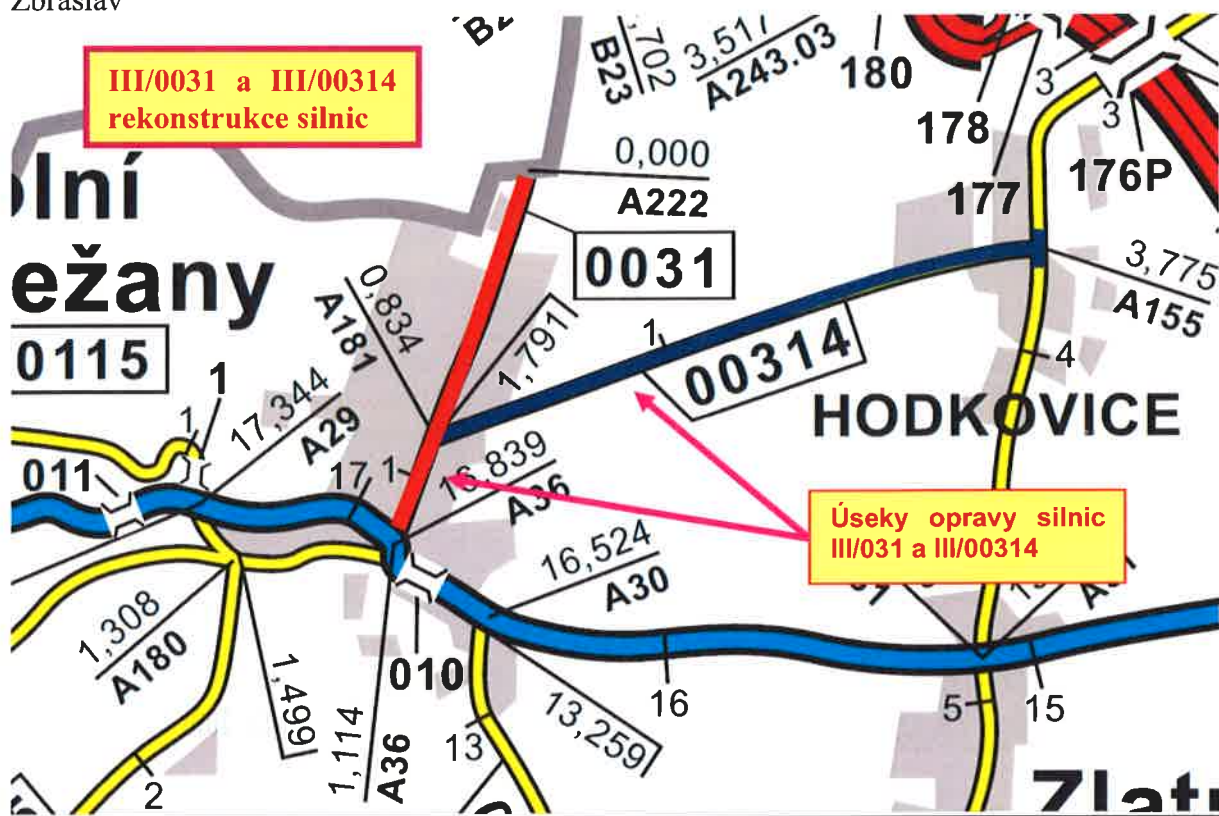 Zbraslav
III/0031 a III/00314
rekonstrukce silnic
B23
,702
3,517
A243.03
180
178
177
3
3
176P
0,000
A222
0031
ežany
0115
0,834
A181
1,791
1
00314
3,775
A155
4
HODKOVICE
1
1
17,344
A29
011
17
1
16,839
A36
Úseky opravy silnic
III/031 a III/00314
16,524
A30
1,308
A180
1,499
1,114
A36
010
13
13,259
16
5
15
2